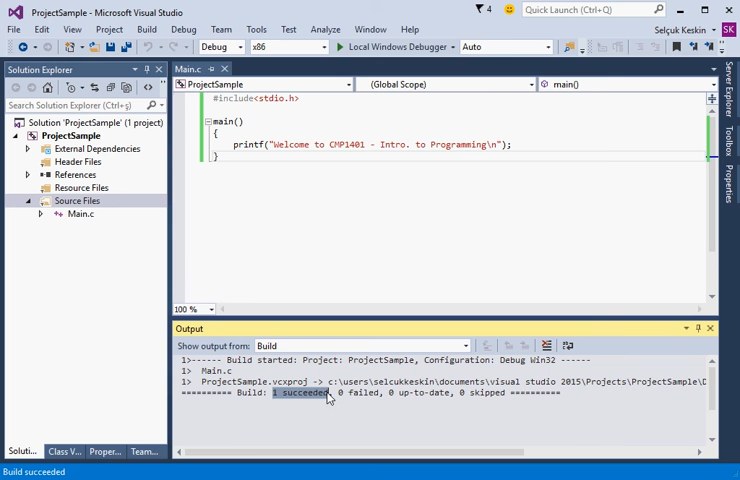 ProjectSample - Microsoft Visual Studio
4
Quick Launch (Ctrl+Q)
File Edit View Project Build Debug Team Tools Test Analyze Window Help
Selçuk Keskin SK
Debug x86 Local Windows Debugger Auto
Solution Explorer
Search Solution Explorer (Ctrl+ş)
Solution 'ProjectSample' (1 project)
ProjectSample
External Dependencies
Header Files
References
Resource Files
Source Files
Main.c
Soluti... Class V... Proper... Team...
Main.c
ProjectSample (Global Scope) main()
#include<stdio.h>
main()
{
printf("Welcome to CMP1401 - Intro. to Programming\n");
}
100 %
Output
Show output from: Build
1>------ Build started: Project: ProjectSample, Configuration: Debug Win32 ------
1> Main.c
1> ProjectSample.vcxproj -> c:\users\selcukkeskin\documents\visual studio 2015\Projects\ProjectSample\D
========== Build: 1 succeeded, 0 failed, 0 up-to-date, 0 skipped ==========
Server Explorer
Toolbox
Properties
Build succeeded